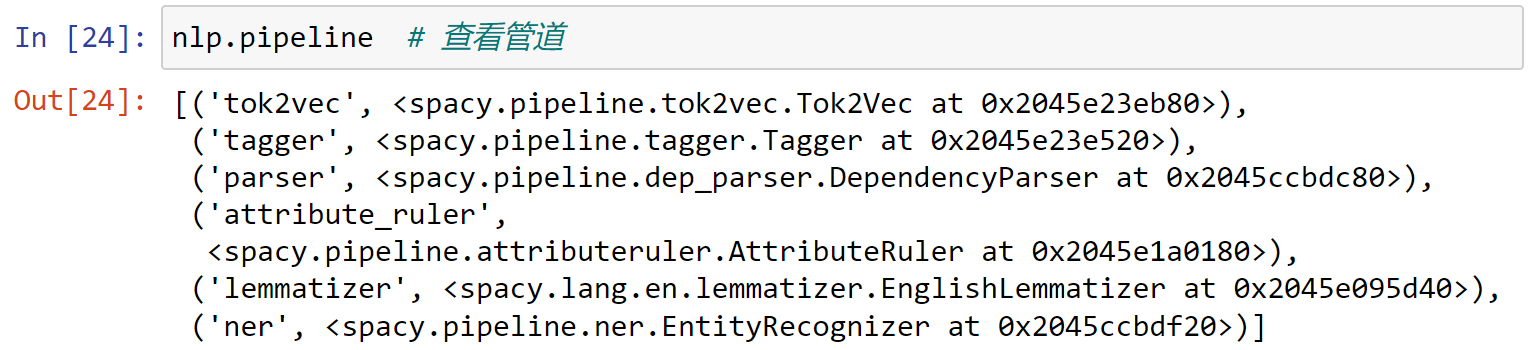 In [24]: nlp.pipeline  # 查看管道
Out[24]: [('tok2vec', <spacy.pipeline.tok2vec.Tok2Vec at 0x2045e23eb80>),
('tagger', <spacy.pipeline.tagger.Tagger at 0x2045e23e520>),
('parser', <spacy.pipeline.dep_parser.DependencyParser at 0x2045ccbdc80>),
('attribute_ruler',
<spacy.pipeline.attributeruler.AttributeRuler at 0x2045e1a0180>),
('lemmatizer', <spacy.lang.en.lemmatizer.EnglishLemmatizer at 0x2045e095d40>),
('ner', <spacy.pipeline.ner.EntityRecognizer at 0x2045ccbdf20>)]